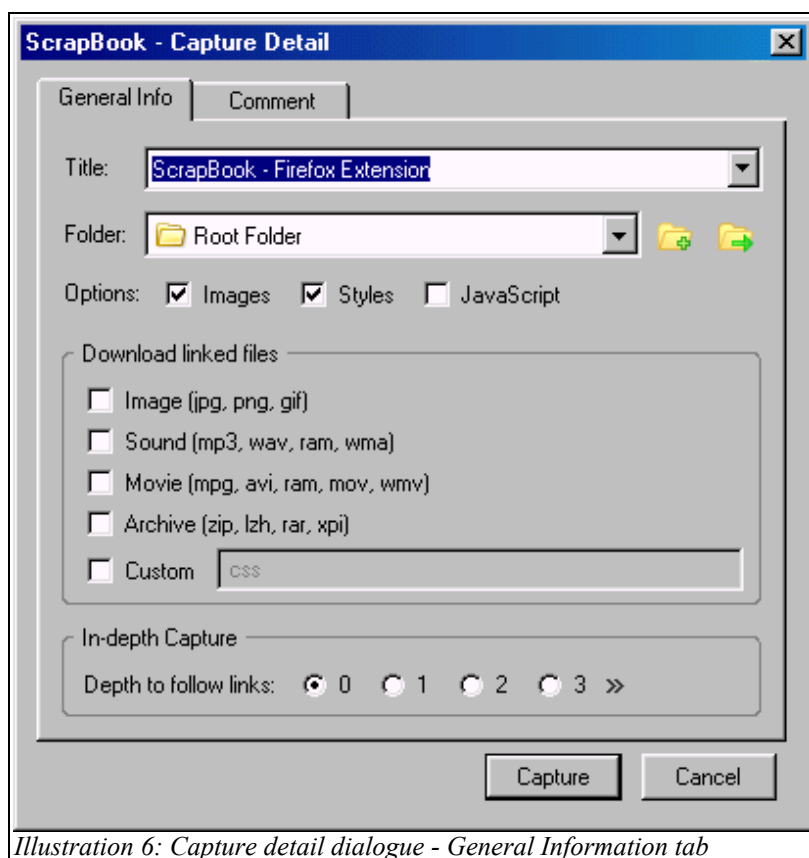 ScrapBook - Capture Detail
General Info Comment
Title: ScrapBook - Firefox Extension
Folder: Root Folder
Options: Images Styles JavaScript
Download linked files
Image (jpg, png, gif)
Sound (mp3, wav, ram, wma)
Movie (mpg, avi, ram, mov, wmv)
Archive (zip, lzh, rar, xpi)
Custom css
In-depth Capture
Depth to follow links: 0 1 2 3 »
Capture Cancel
Illustration 6: Capture detail dialogue - General Information tab